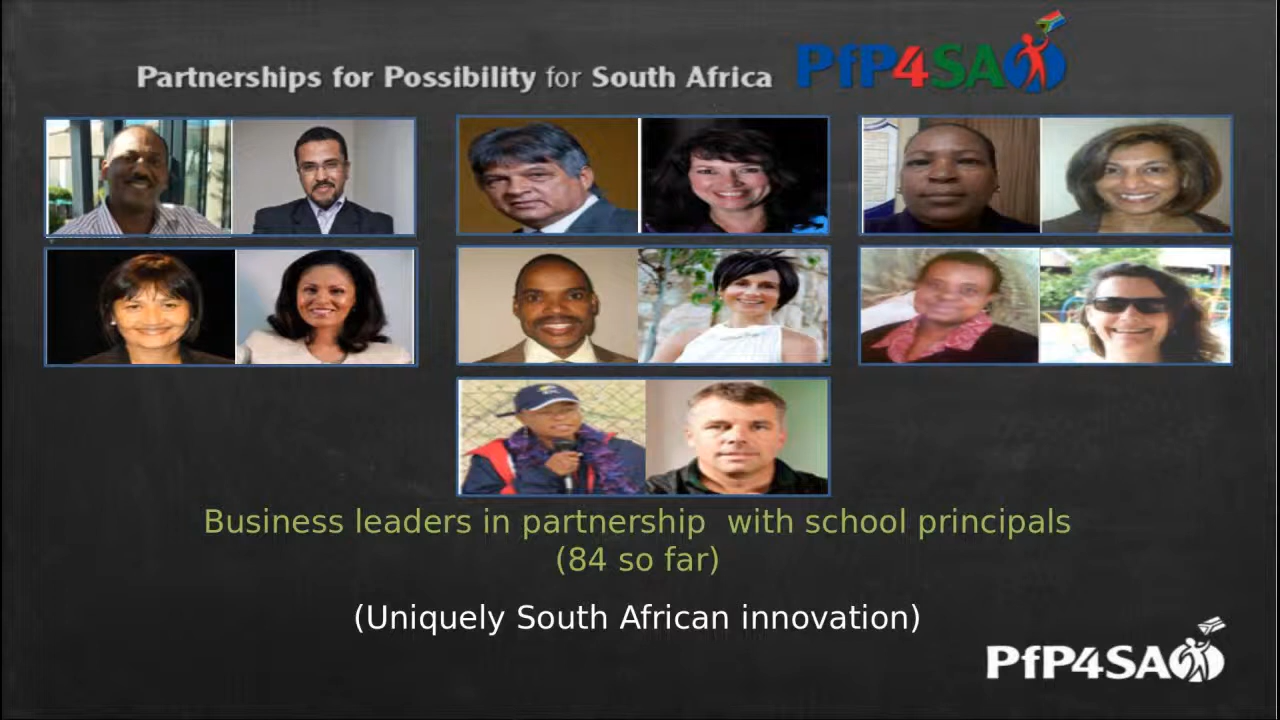 Partnerships for Possibility for South Africa PfP4SA
Business leaders in partnership  with school principals
(84 so far)
(Uniquely South African innovation)
PfP4SA